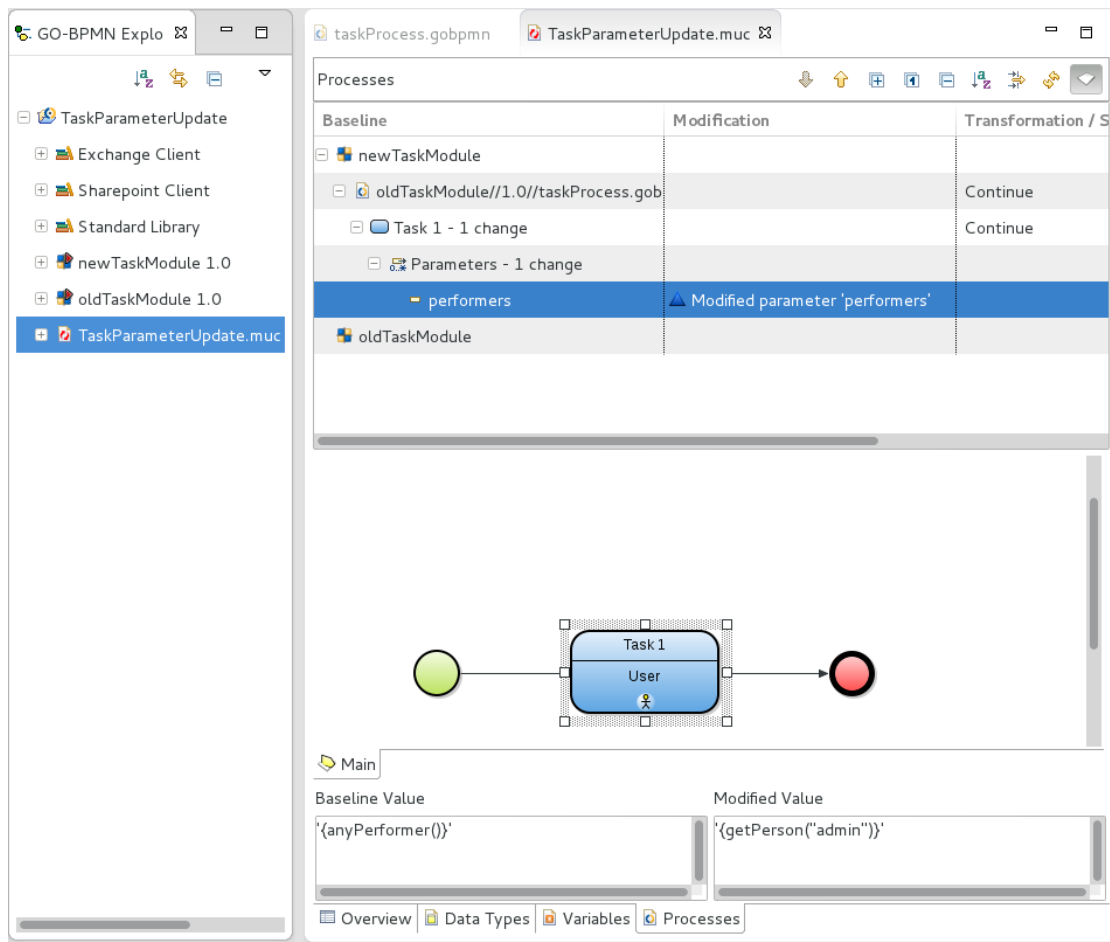 GO-BPMN Explo
TaskParameterUpdate
Exchange Client
Sharepoint Client
Standard Library
newTaskModule 1.0
oldTaskModule 1.0
TaskParameterUpdate.muc
taskProcess.gobpmn
TaskParameterUpdate.muc
Processes
Baseline Modification Transformation / S
newTaskModule
oldTaskModule//1.0//taskProcess.gob Continue
Task 1 - 1 change Continue
Parameters - 1 change
performers Modified parameter 'performers'
oldTaskModule
Task 1
User
Main
Baseline Value Modified Value
'{anyPerformer()}' '{getPerson("admin")}'
Overview Data Types Variables Processes